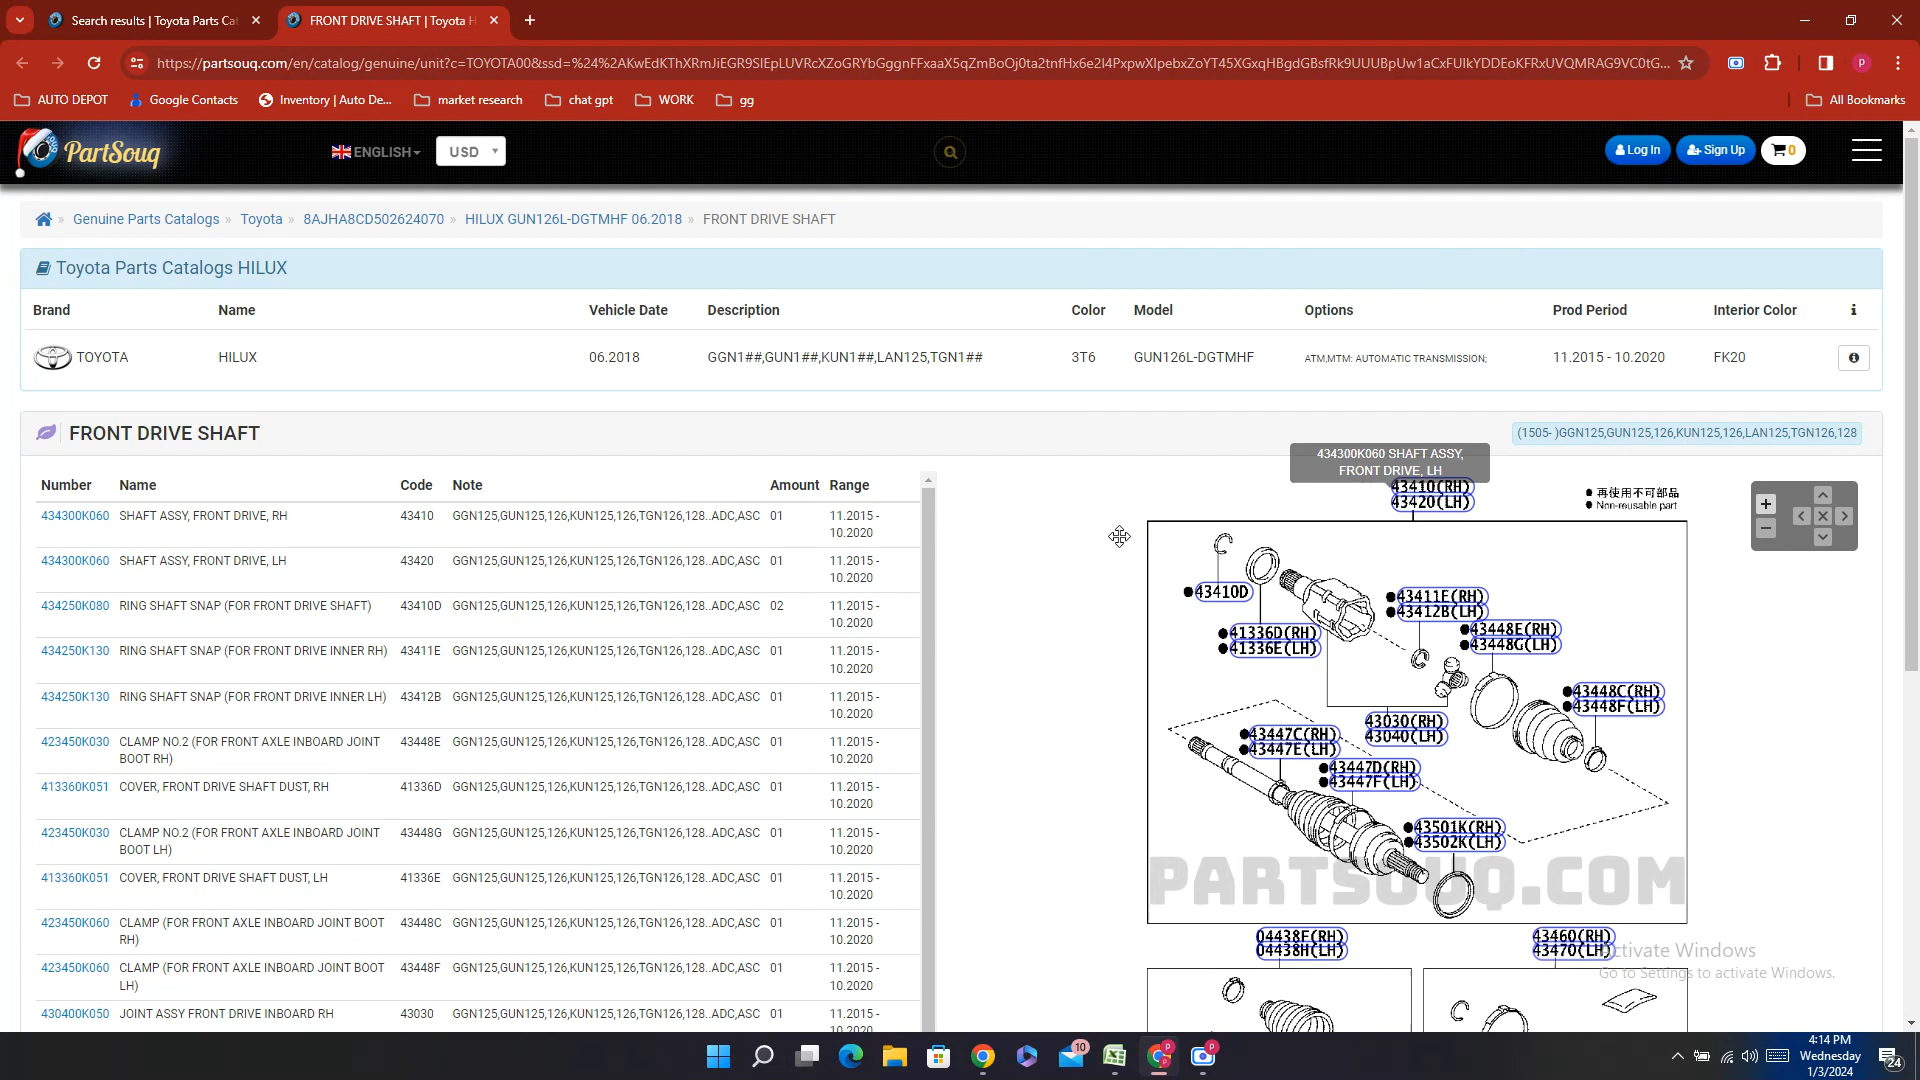 Search results | Toyota Parts Cat
FRONT DRIVE SHAFT | Toyota H
https://partsouq.com/en/catalog/genuine/unit?c=TOYOTA00&ssd=%24%2AKwEdKThXRmJiEGR9SlEpLUVRcXZoGRYbGggnFFxaaX5qZmBoOj0ta2tnfHx6e2I4PxpwXlpebxZoYT45XGxqHBgdGBsfRk9UUUBpUw1aCxFUlkYDDEoKFRxUVQMRAG9VC0tG...
AUTO DEPOT
Google Contacts
Inventory | Auto De...
market research
chat gpt
WORK
gg
All Bookmarks
PartSouq
ENGLISH
USD
Log In
Sign Up
0
» Genuine Parts Catalogs » Toyota » 8AJHA8CD502624070 » HILUX GUN126L-DGTMHF 06.2018 » FRONT DRIVE SHAFT
Toyota Parts Catalogs HILUX
Brand Name Vehicle Date Description Color Model Options Prod Period Interior Color
TOYOTA HILUX 06.2018 GGN1##,GUN1##,KUN1##,LAN125,TGN1## 3T6 GUN126L-DGTMHF ATM,MTM: AUTOMATIC TRANSMISSION; 11.2015 - 10.2020 FK20
FRONT DRIVE SHAFT
(1505- )GGN125,GUN125,126,KUN125,126,LAN125,TGN126,128
Number Name Code Note Amount Range
434300K060 SHAFT ASSY, FRONT DRIVE, RH 43410 GGN125,GUN125,126,KUN125,126,TGN126,128..ADC,ASC 01 11.2015 -
10.2020
434300K060 SHAFT ASSY, FRONT DRIVE, LH 43420 GGN125,GUN125,126,KUN125,126,TGN126,128..ADC,ASC 01 11.2015 -
10.2020
434250K080 RING SHAFT SNAP (FOR FRONT DRIVE SHAFT) 43410D GGN125,GUN125,126,KUN125,126,TGN126,128..ADC,ASC 02 11.2015 -
10.2020
434250K130 RING SHAFT SNAP (FOR FRONT DRIVE INNER RH) 43411E GGN125,GUN125,126,KUN125,126,TGN126,128..ADC,ASC 01 11.2015 -
10.2020
434250K130 RING SHAFT SNAP (FOR FRONT DRIVE INNER LH) 43412B GGN125,GUN125,126,KUN125,126,TGN126,128..ADC,ASC 01 11.2015 -
10.2020
423450K030 CLAMP NO.2 (FOR FRONT AXLE INBOARD JOINT 43448E GGN125,GUN125,126,KUN125,126,TGN126,128..ADC,ASC 01 11.2015 -
BOOT RH) 10.2020
413360K051 COVER, FRONT DRIVE SHAFT DUST, RH 41336D GGN125,GUN125,126,KUN125,126,TGN126,128..ADC,ASC 01 11.2015 -
10.2020
423450K030 CLAMP NO.2 (FOR FRONT AXLE INBOARD JOINT 43448G GGN125,GUN125,126,KUN125,126,TGN126,128..ADC,ASC 01 11.2015 -
BOOT LH) 10.2020
413360K051 COVER, FRONT DRIVE SHAFT DUST, LH 41336E GGN125,GUN125,126,KUN125,126,TGN126,128..ADC,ASC 01 11.2015 -
10.2020
423450K060 CLAMP (FOR FRONT AXLE INBOARD JOINT BOOT 43448C GGN125,GUN125,126,KUN125,126,TGN126,128..ADC,ASC 01 11.2015 -
RH) 10.2020
423450K060 CLAMP (FOR FRONT AXLE INBOARD JOINT BOOT 43448F GGN125,GUN125,126,KUN125,126,TGN126,128..ADC,ASC 01 11.2015 -
LH) 10.2020
430400K050 JOINT ASSY FRONT DRIVE INBOARD RH 43030 GGN125,GUN125,126,KUN125,126,TGN126,128..ADC,ASC 01 11.2015 -
10.2020
434300K060 SHAFT ASSY,
FRONT DRIVE, LH
43410(RH)
43420(LH)
● 再使用不可部品
● Non-reusable part
●43410D
●41336D(RH)
●41336E(LH)
●43411E(RH)
●43412B(LH)
●43448E(RH)
●43448G(LH)
●43448C(RH)
●43448F(LH)
43030(RH)
43040(LH)
●43447C(RH)
●43447E(LH)
●43447D(RH)
●43447F(LH)
●43501K(RH)
●43502K(LH)
PARTSOUQ.COM
04438F(RH)
04438H(LH)
43460(RH)
43470(LH)
Activate Windows
Go to Settings to activate Windows.
10
P
4:14 PM
Wednesday
1/3/2024
24